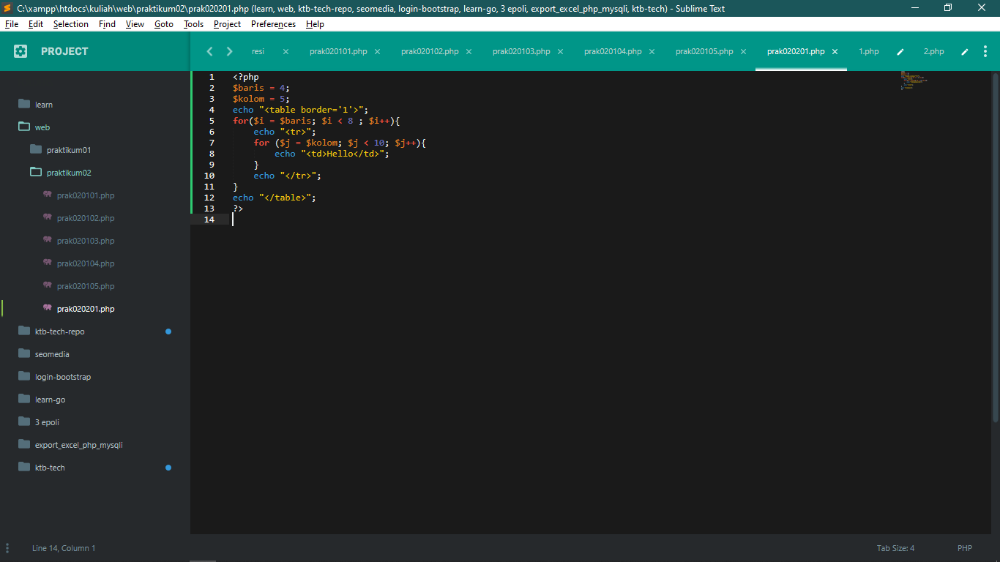 C:\xampp\htdocs\kuliah\web\praktikum02\prak020201.php (learn, web, ktb-tech-repo, seomedia, login-bootstrap, learn-go, 3 epoli, export_excel_php_mysqli, ktb-tech) - Sublime Text
File Edit Selection Find View Goto Tools Project Preferences Help
PROJECT
resi prak020101.php prak020102.php prak020103.php prak020104.php prak020105.php prak020201.php 1.php 2.php
learn
web
praktikum01
praktikum02
prak020101.php
prak020102.php
prak020103.php
prak020104.php
prak020105.php
prak020201.php
ktb-tech-repo
seomedia
login-bootstrap
learn-go
3 epoli
export_excel_php_mysqli
ktb-tech
1 <?php
2 $baris = 4;
3 $kolom = 5;
4 echo "<table border='1'>";
5 for($i = $baris; $i < 8 ; $i++){
6     echo "<tr>";
7     for ($j = $kolom; $j < 10; $j++){
8         echo "<td>Hello</td>";
9     }
10     echo "</tr>";
11 }
12 echo "</table>";
13 ?>
14
Line 14, Column 1 Tab Size: 4 PHP